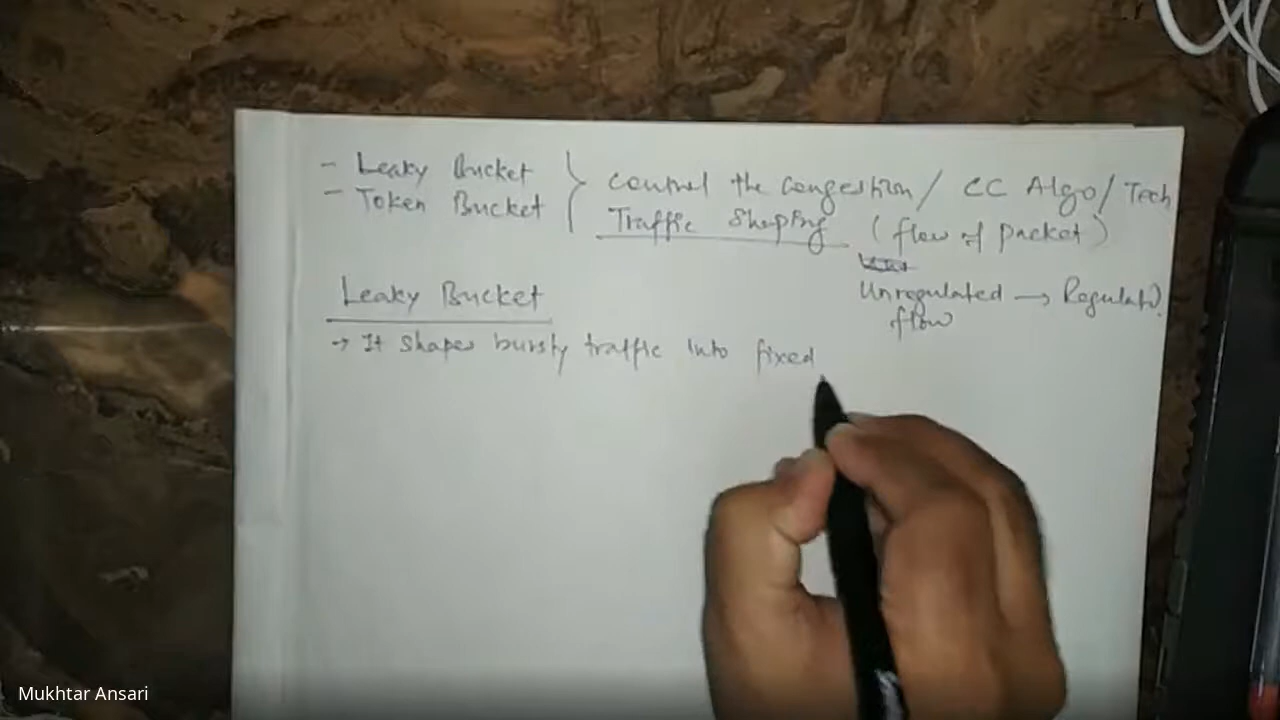 - Leaky Bucket
- Token Bucket
Control the Congestion / CC Algo / Tech
Traffic Shaping (flow of packet)
Unregulated → Regulated
flow
Leaky Bucket
→ It shapes bursty traffic into fixed
Mukhtar Ansari